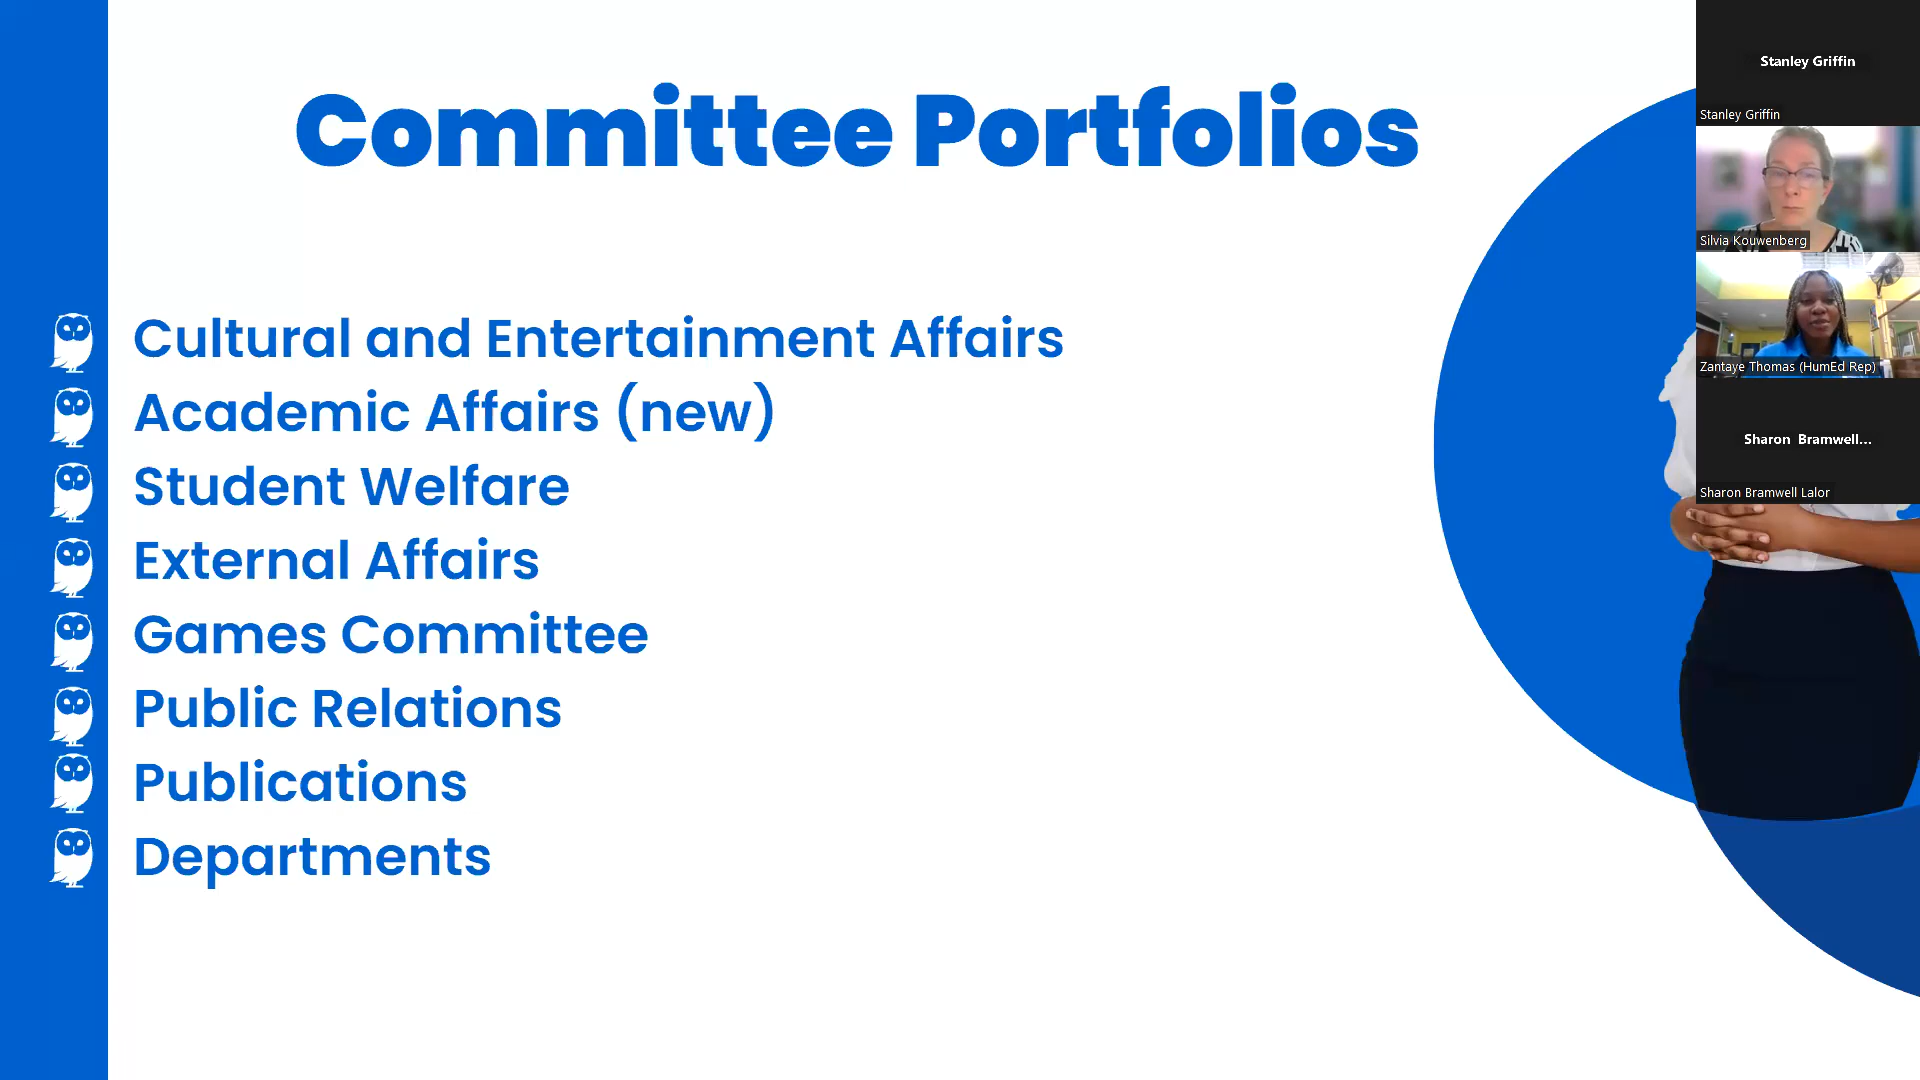 Committee Portfolios
Cultural and Entertainment Affairs
Academic Affairs (new)
Student Welfare
External Affairs
Games Committee
Public Relations
Publications
Departments
Stanley Griffin
Stanley Griffin
Silvia Kouwenberg
Zantaye Thomas (HumEd Rep)
Sharon Bramwell...
Sharon Bramwell Lalor